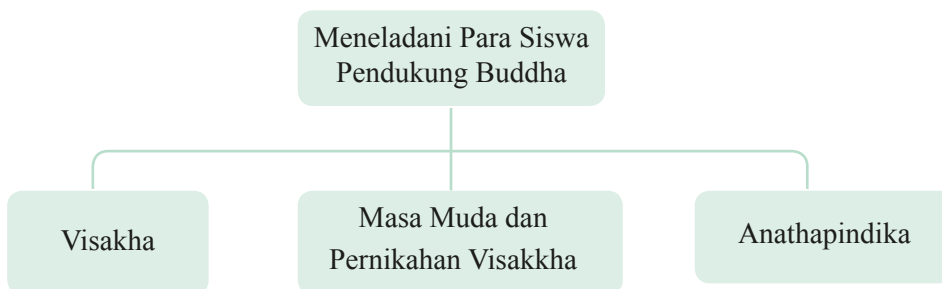 Meneladani Para Siswa
Pendukung Buddha
Visakha
Masa Muda dan
Pernikahan Visakkha
Anathapindika